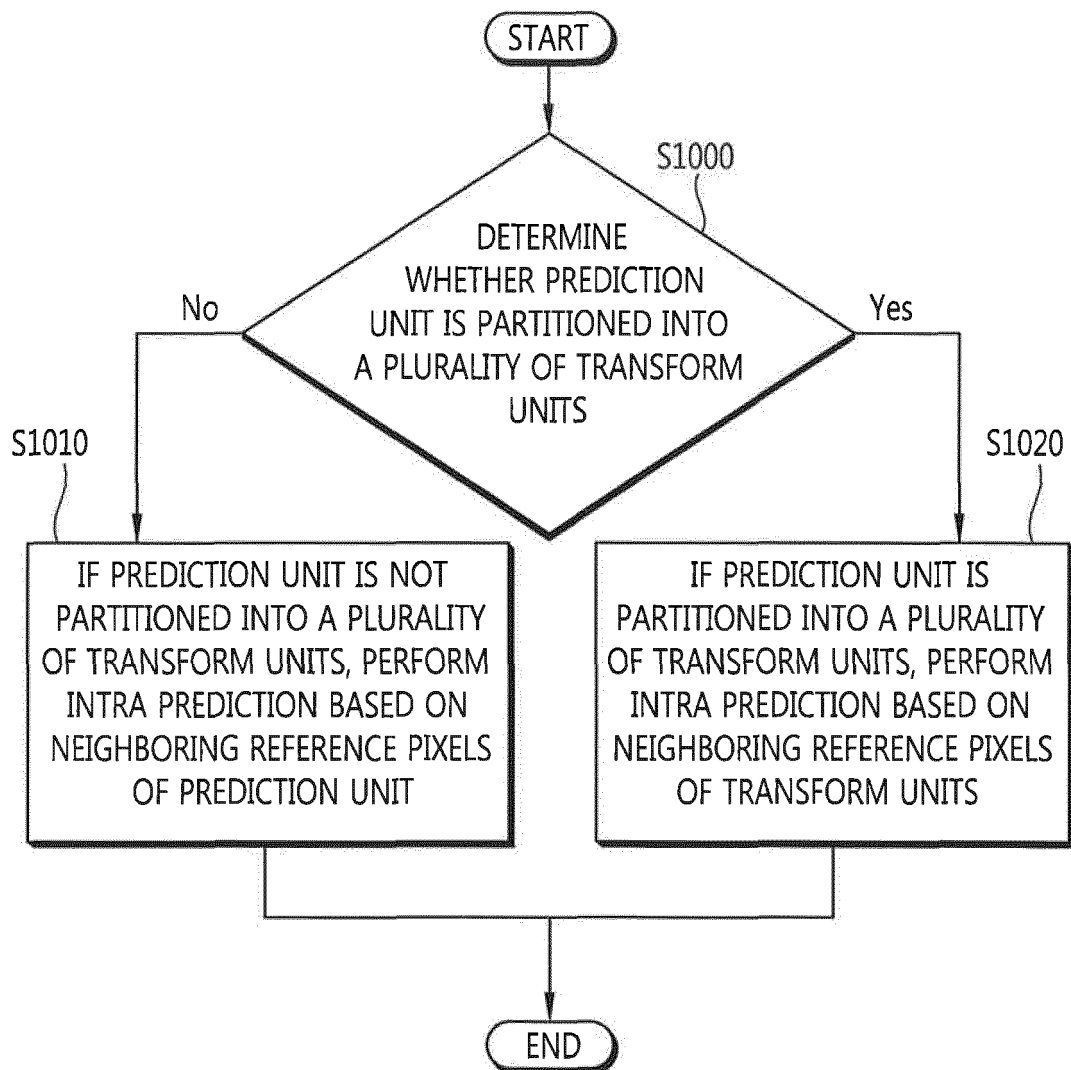 START
S1000
DETERMINE
WHETHER PREDICTION
UNIT IS PARTITIONED INTO
A PLURALITY OF TRANSFORM
UNITS
No
Yes
S1010
IF PREDICTION UNIT IS NOT
PARTITIONED INTO A PLURALITY
OF TRANSFORM UNITS, PERFORM
INTRA PREDICTION BASED ON
NEIGHBORING REFERENCE PIXELS
OF PREDICTION UNIT
S1020
IF PREDICTION UNIT IS
PARTITIONED INTO A PLURALITY
OF TRANSFORM UNITS, PERFORM
INTRA PREDICTION BASED ON
NEIGHBORING REFERENCE PIXELS
OF TRANSFORM UNITS
END